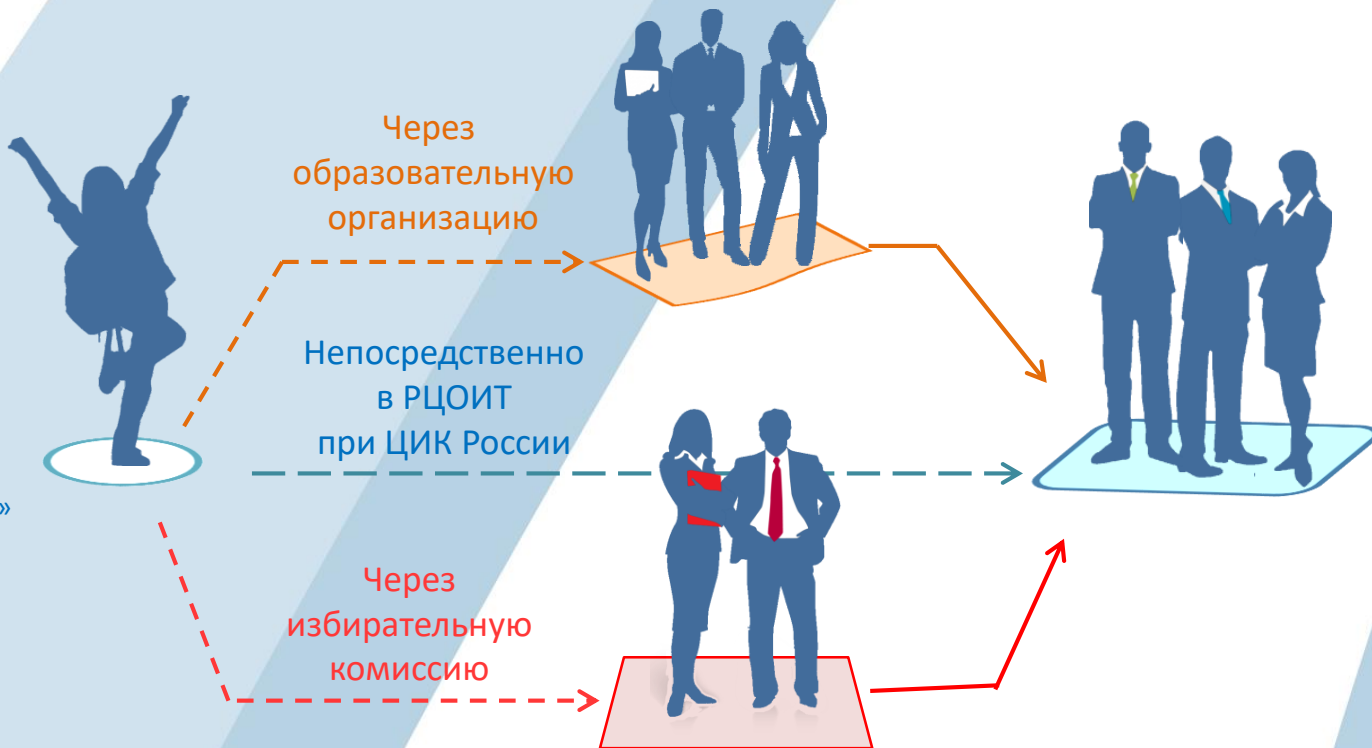 Через
образовательную
организацию
Непосредственно
в РЦОИТ
при ЦИК России
»
Через
избирательную
комиссию